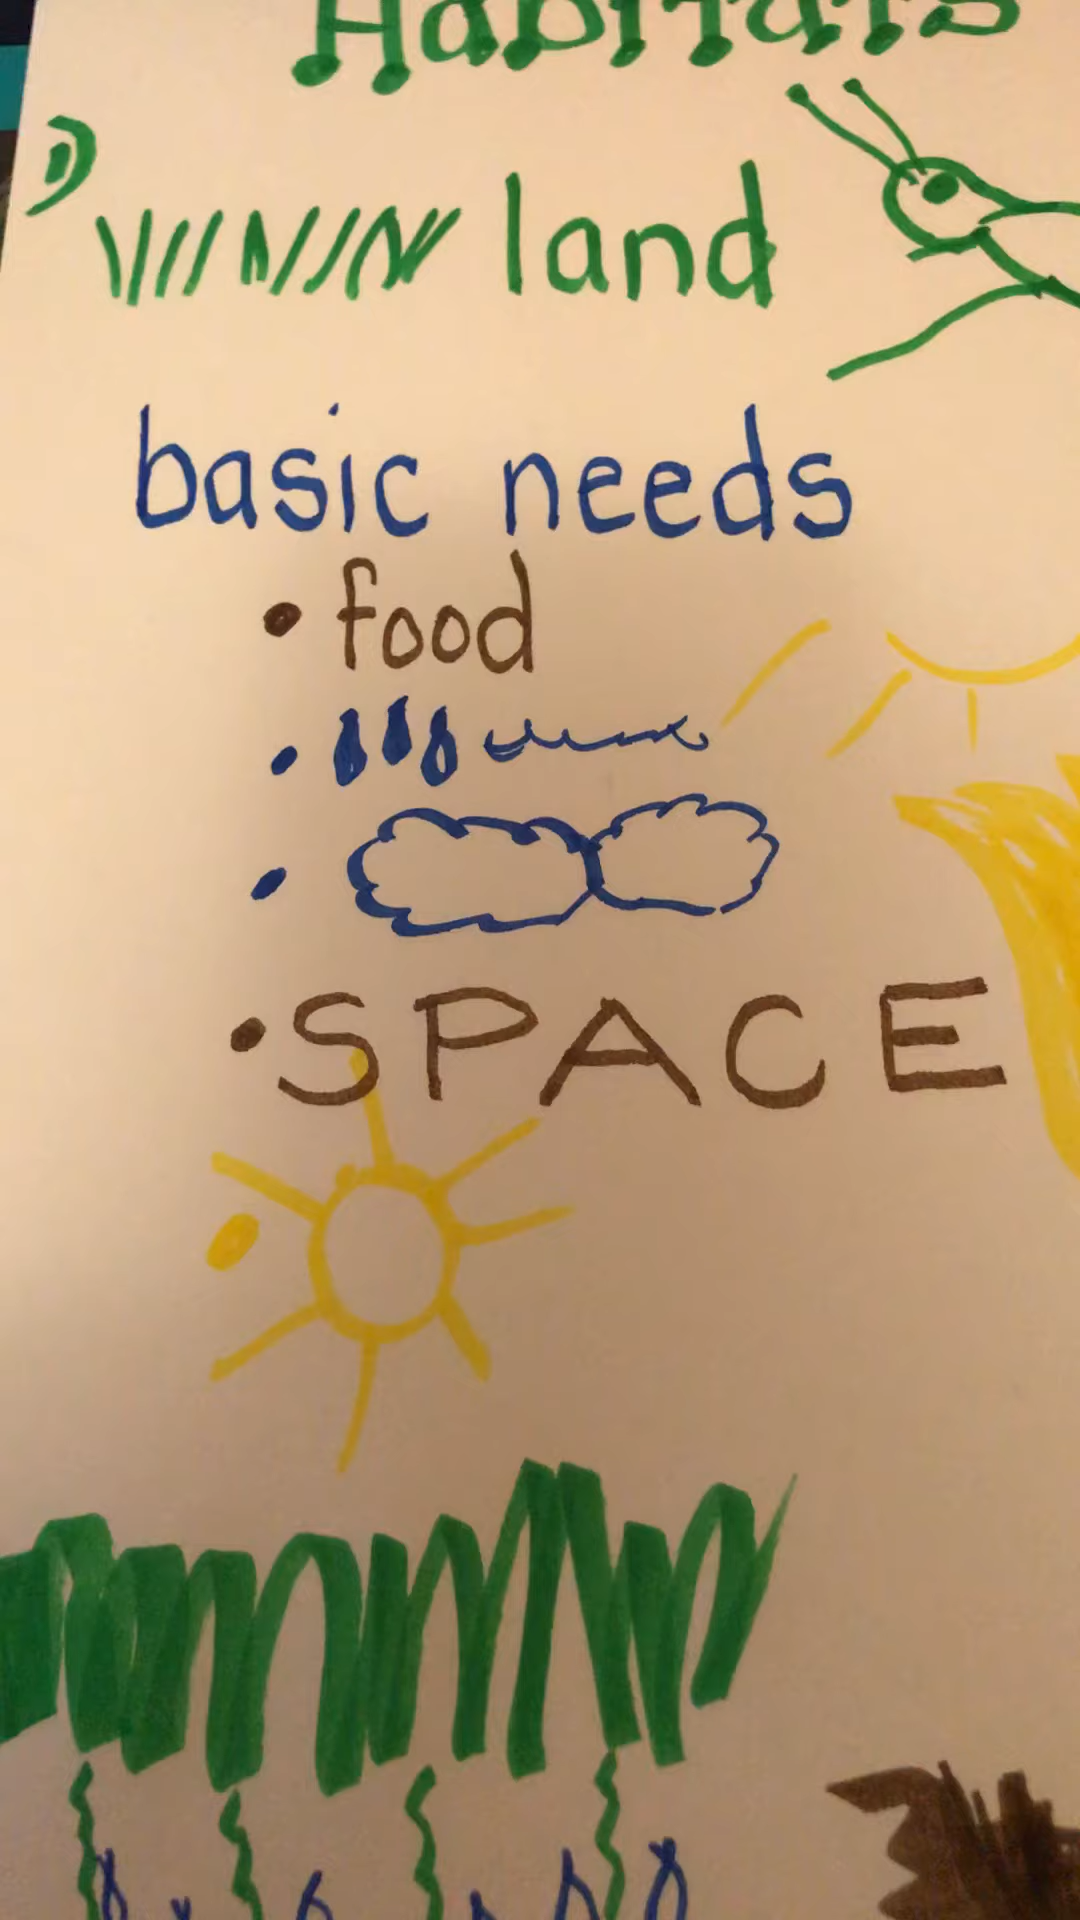 Habitats
land
basic needs
• food
•
•
• SPACE
•